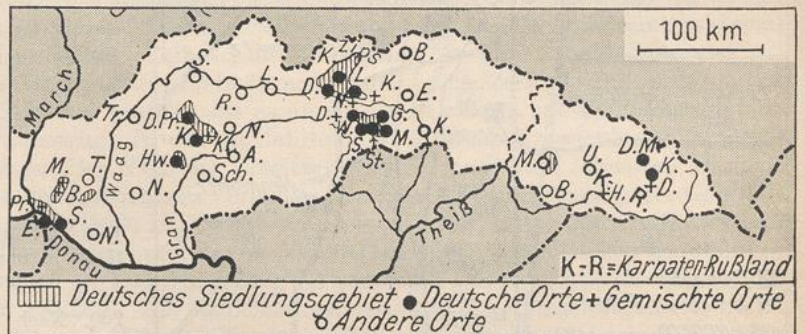 100 km
March
Zips
K.
B.
S.
L.
L.
D.
K.
R.
E.
Tr.
D.Pr.
N.
D.+
G.
K.
W.
M.
K.
Waag
Hw.
A.
St.
M.
T.
N.
Sch.
B.
Pr.
S.
E.
N.
Donau
Gran
Theiß
M.
U.
D.M.
K.
B.
K.-
H.
R.
D.
K.-R.=Karpaten-Rußland
Deutsches Siedlungsgebiet Deutsche Orte + Gemischte Orte
Andere Orte